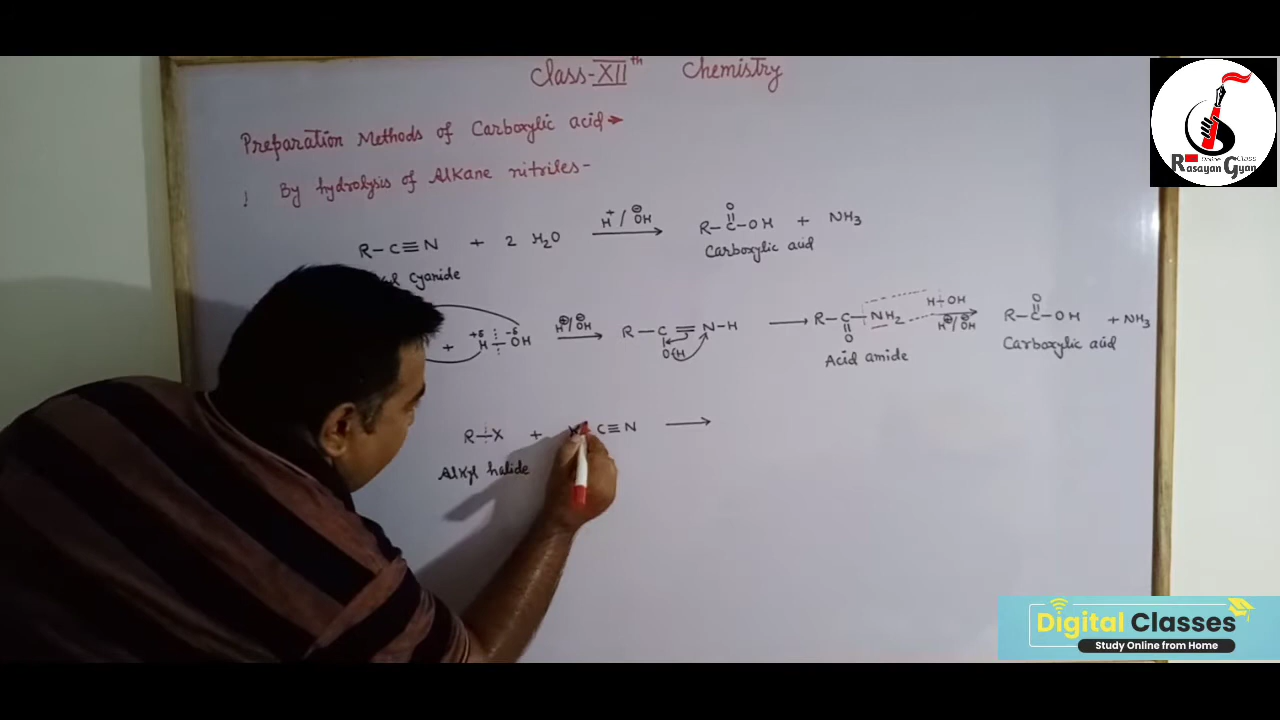 Class-XIIth Chemistry
Preparation Methods of Carboxylic acid→
1 By hydrolysis of Alkane nitriles-
R-C≡N + 2 H2O H+/⊖OH → R-C(=O)-OH + NH3
Cyanide Carboxylic acid
+ H+δ OH-δ H⊕/⊖OH → R-C=N-H OH → R-C(=O)-NH2 H-OH H⊕/⊖OH → R-C(=O)-OH + NH3
Acid amide Carboxylic acid
R-X + C≡N →
Alkyl halide
Online Class
Rasayan Gyan
Digital Classes
Study Online from Home